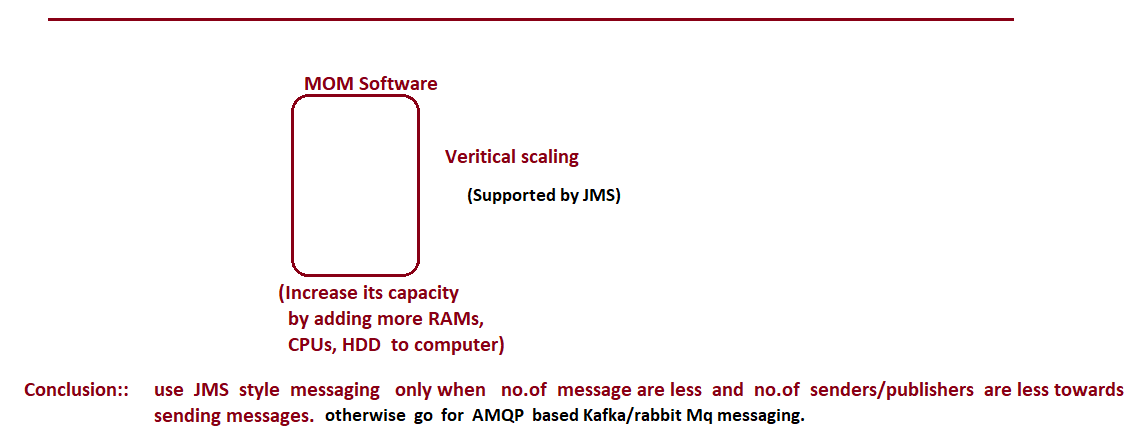 MOM Software
Veritical scaling
(Supported by JMS)
(Increase its capacity
by adding more RAMs,
CPUs, HDD to computer)
Conclusion:: use JMS style messaging only when no.of message are less and no.of senders/publishers are less towards
sending messages. otherwise go for AMQP based Kafka/rabbit Mq messaging.